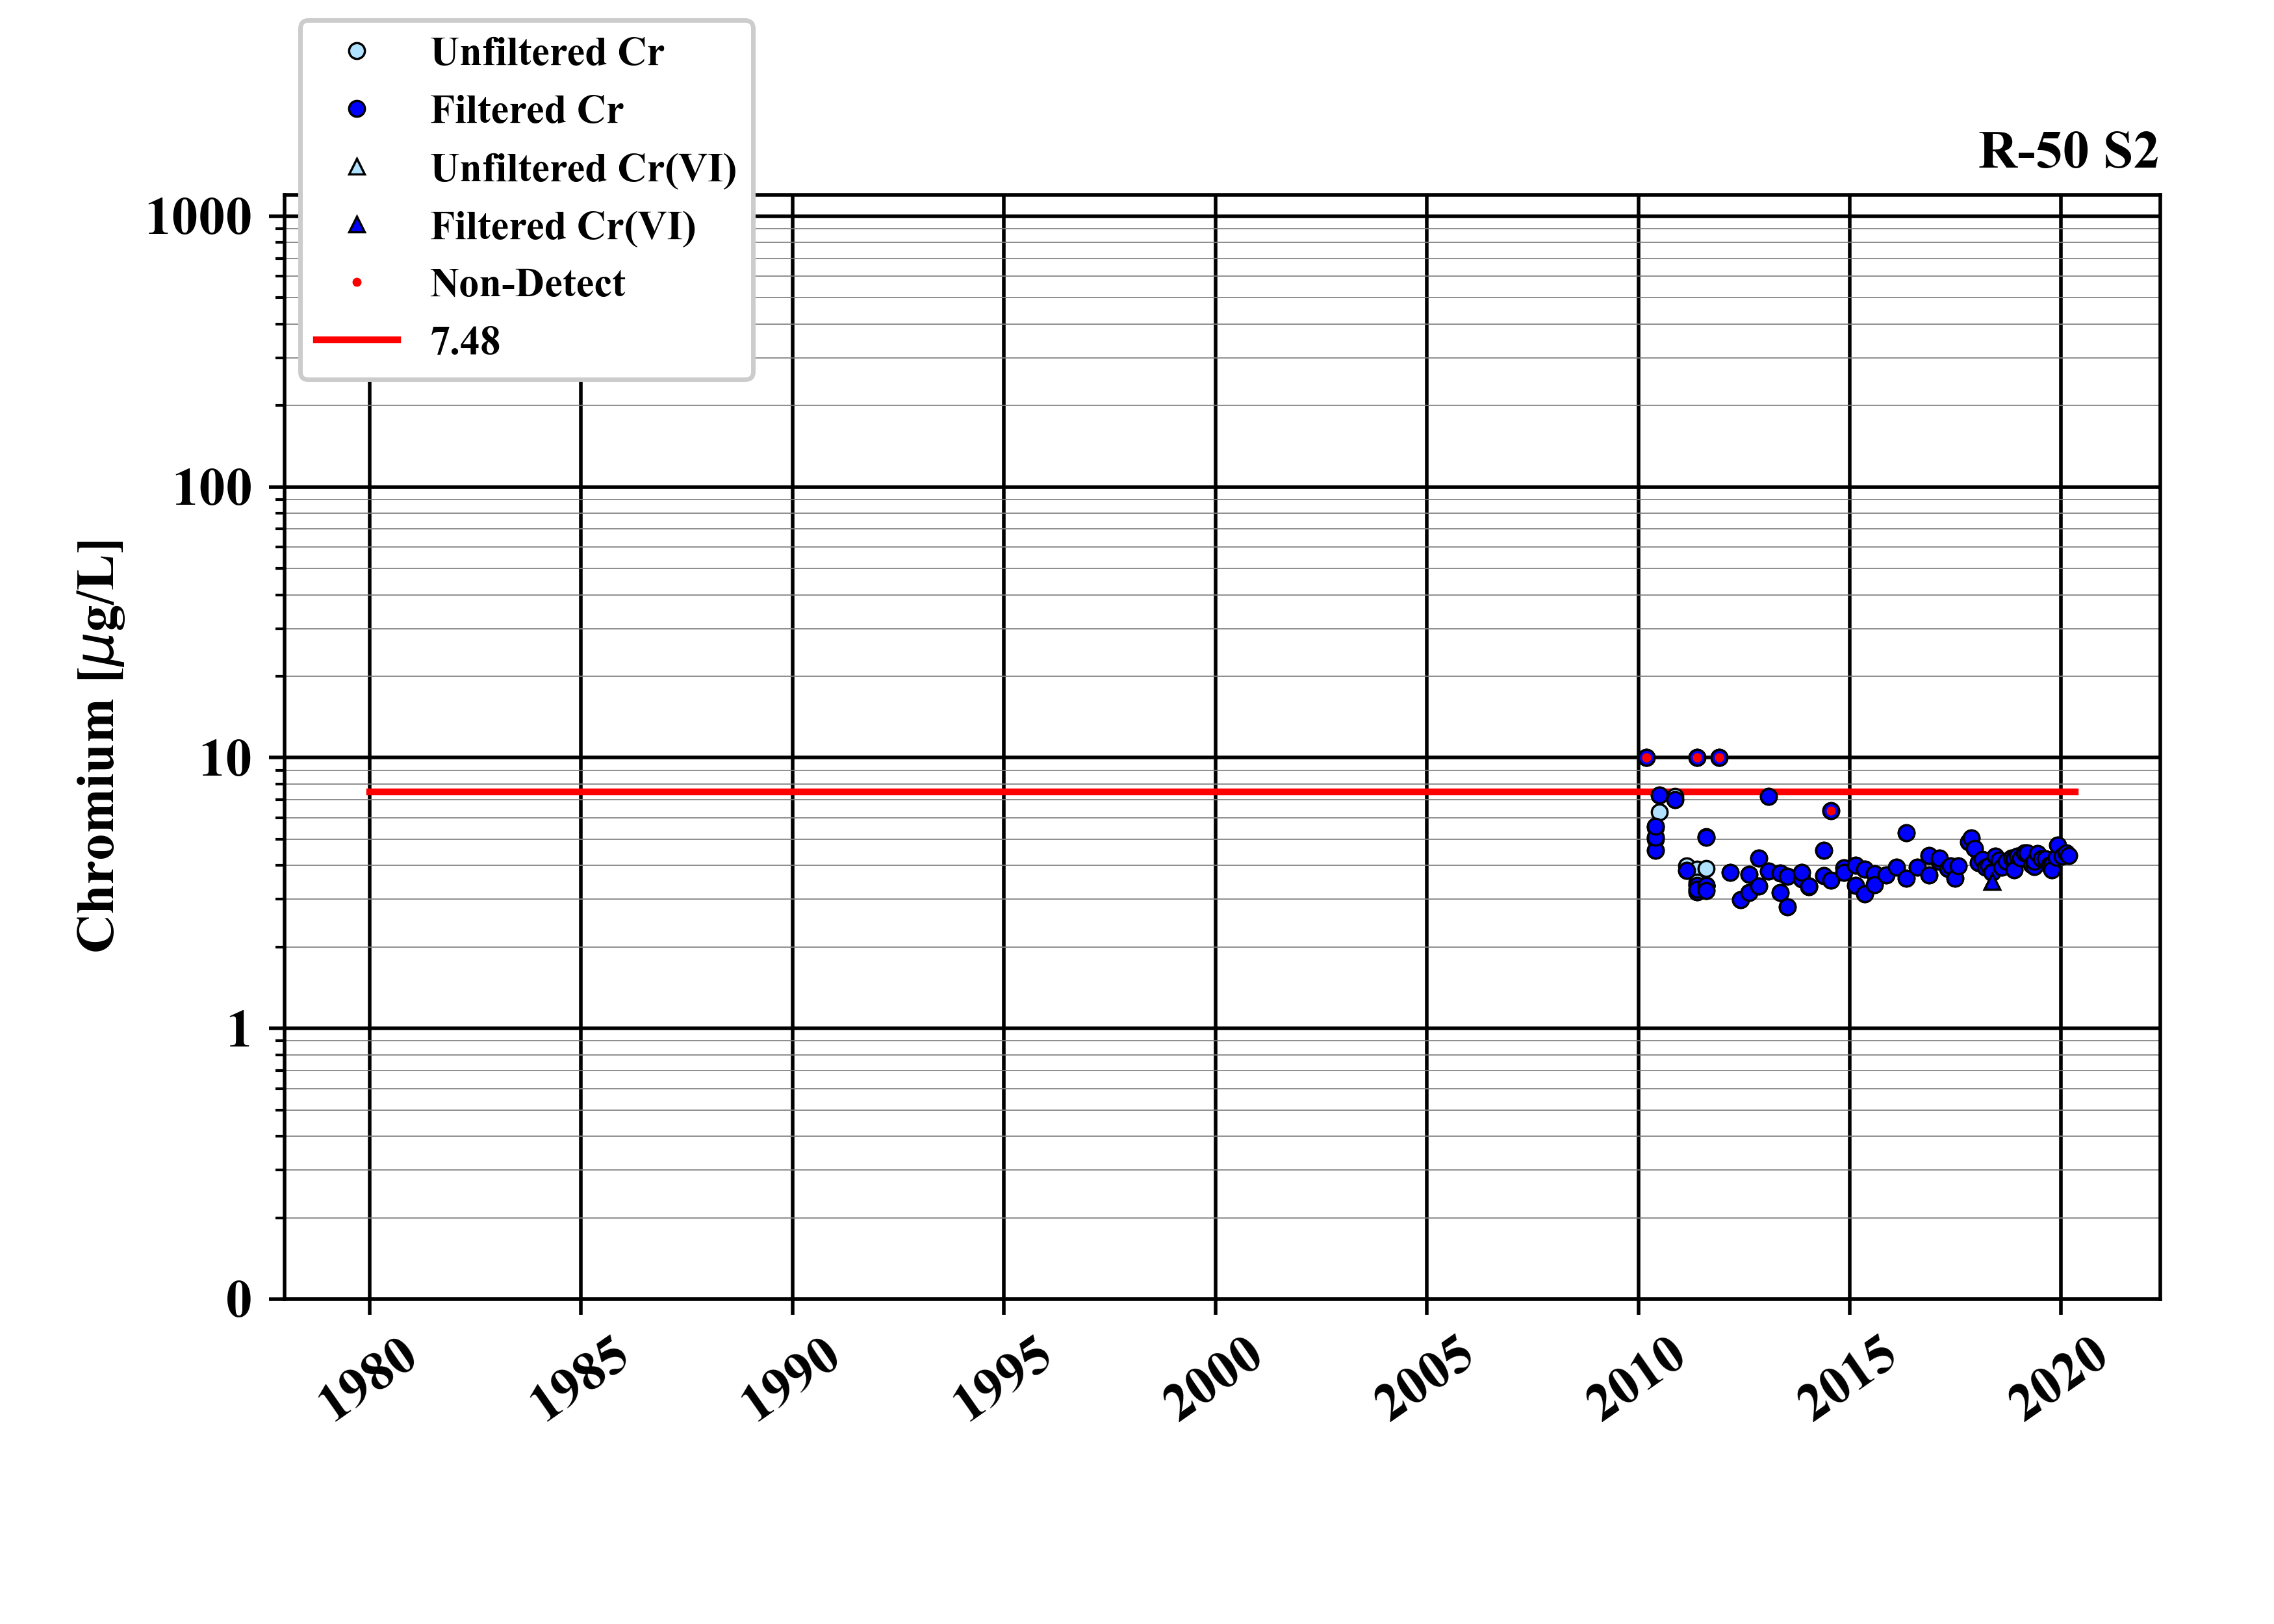 Unfiltered Cr
Filtered Cr
Unfiltered Cr(VI)
Filtered Cr(VI)
Non-Detect
7.48
R-50 S2
1000
100
10
1
0
Chromium [μg/L]
1980
1985
1990
1995
2000
2005
2010
2015
2020